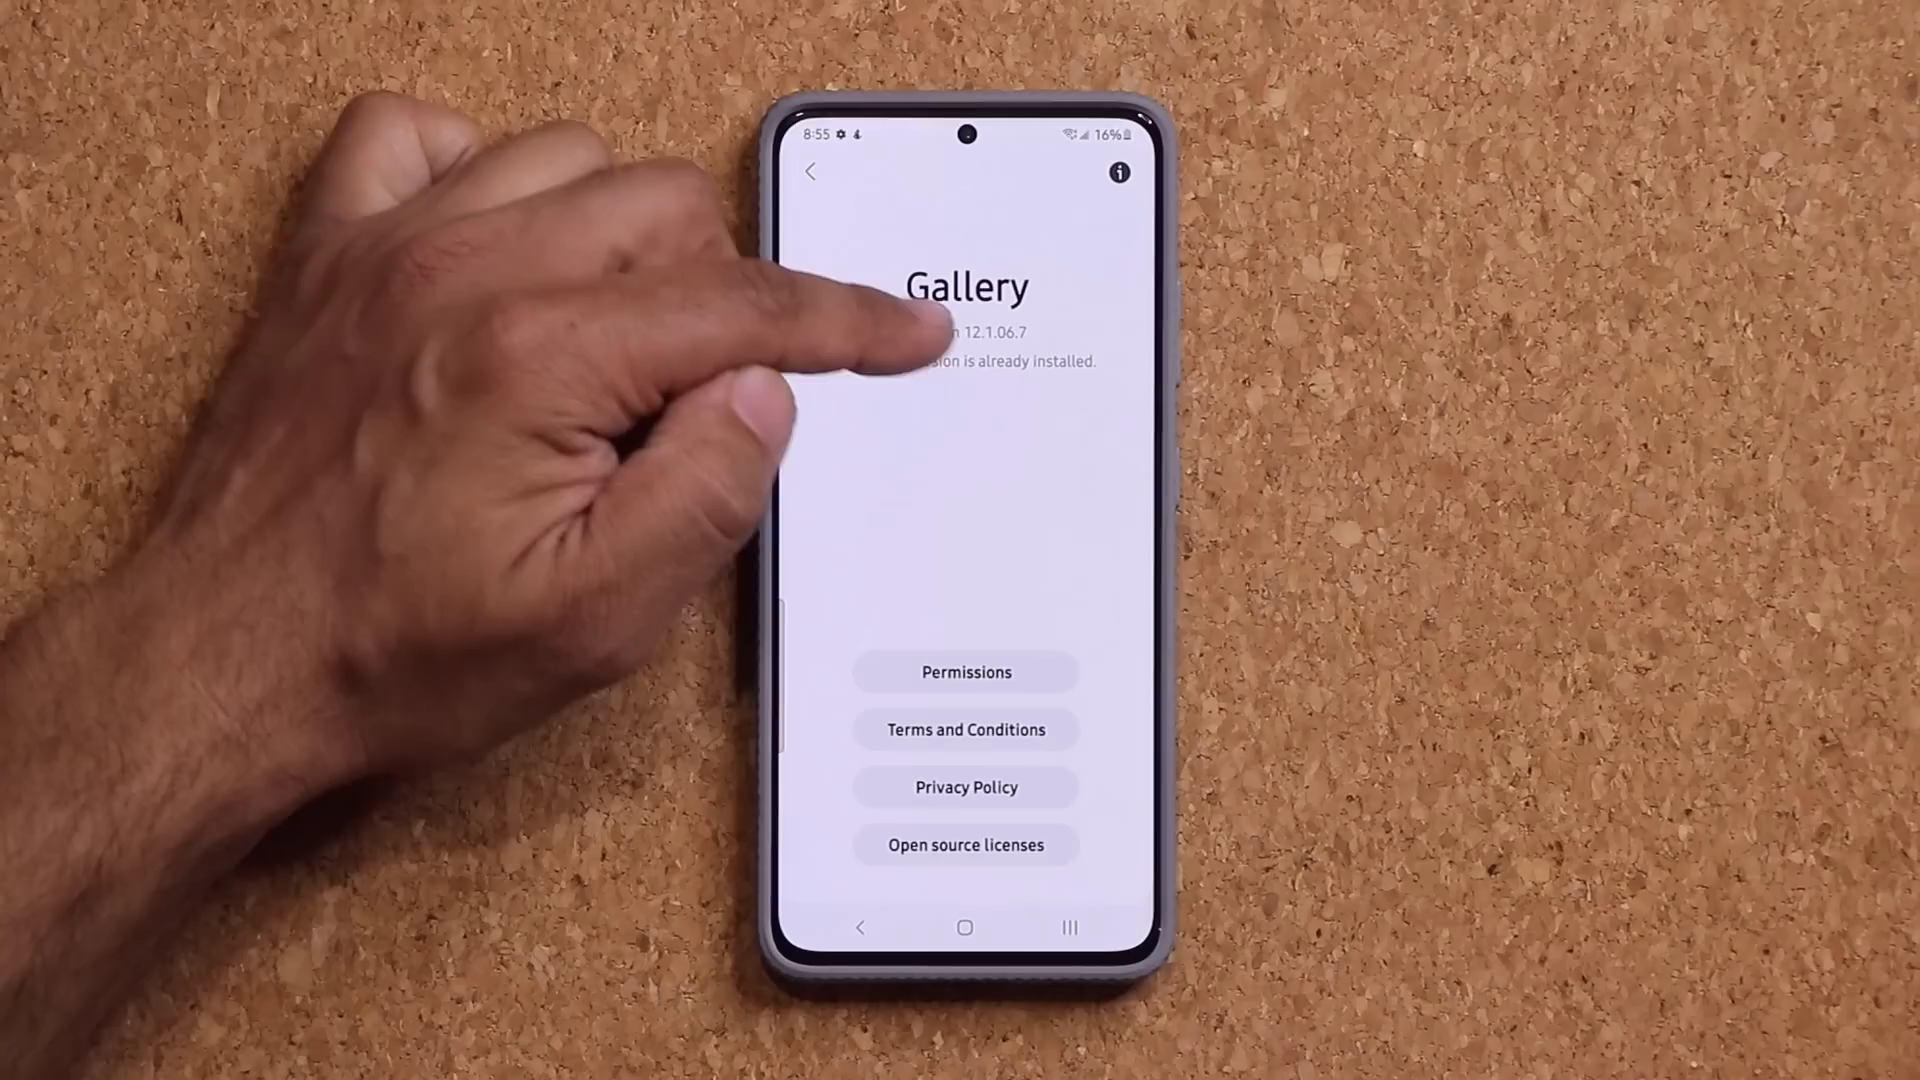 8:55 16%
Gallery
12.1.06.7
is already installed.
Permissions
Terms and Conditions
Privacy Policy
Open source licenses